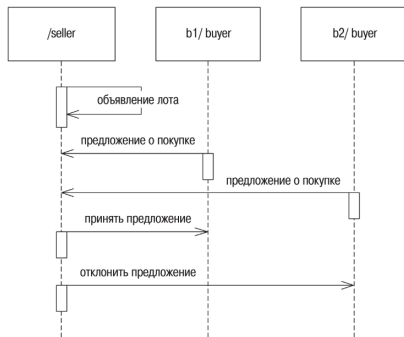 /seller
b1/ buyer
b2/ buyer
объявление лота
предложение о покупке
предложение о покупке
принять предложение
отклонить предложение